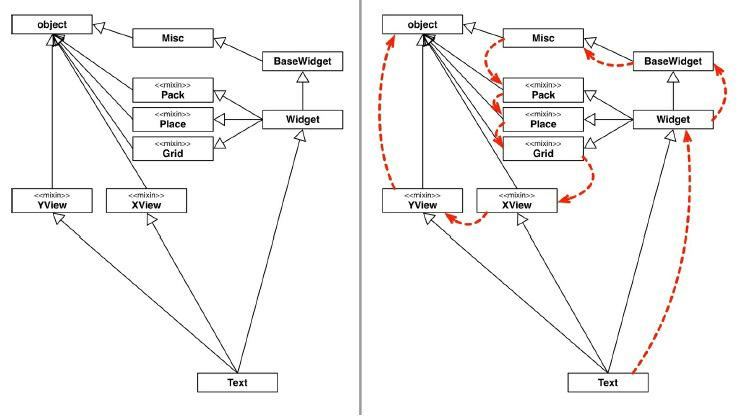 object
Misc
BaseWidget
<<mixin>>
Pack
<<mixin>>
Place
Widget
<<mixin>>
Grid
<<mixin>>
YView
<<mixin>>
XView
Text
object
Misc
BaseWidget
<<mixin>>
Pack
<<mixin>>
Place
Widget
<<mixin>>
Grid
<<mixin>>
YView
<<mixin>>
XView
Text